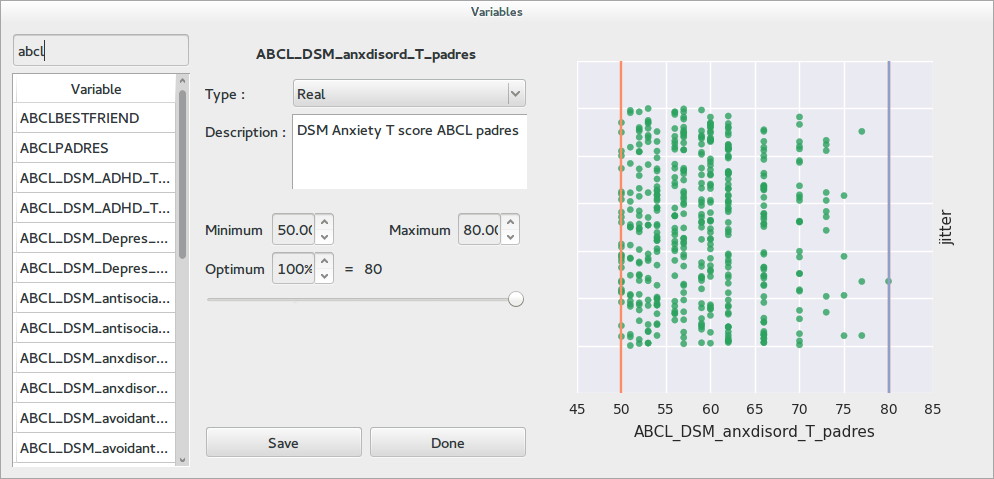 Variables
abcl
Variable
ABCLBESTFRIEND
ABCLPADRES
ABCL_DSM_ADHD_T...
ABCL_DSM_ADHD_T...
ABCL_DSM_Depres_...
ABCL_DSM_Depres_...
ABCL_DSM_antisocia...
ABCL_DSM_antisocia...
ABCL_DSM_anxdisor...
ABCL_DSM_anxdisor...
ABCL_DSM_avoidant...
ABCL_DSM_avoidant...
ABCL_DSM_anxdisord_T_padres
Type : Real
Description : DSM Anxiety T score ABCL padres
Minimum 50.00 Maximum 80.00
Optimum 100% = 80
Save Done
jitter
45 50 55 60 65 70 75 80 85
ABCL_DSM_anxdisord_T_padres